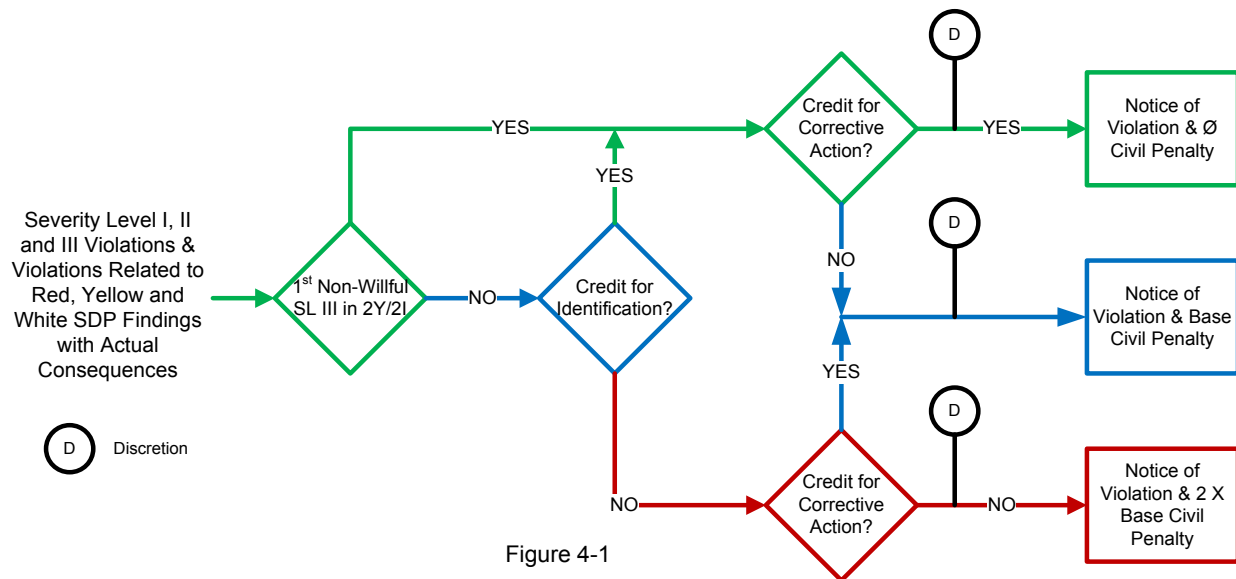 Severity Level I, II
and III Violations &
Violations Related to
Red, Yellow and
White SDP Findings
with Actual
Consequences
D
Discretion
1st Non-Willful
SL III in 2Y/2I
YES
NO
Credit for
Identification?
YES
NO
Credit for
Corrective
Action?
D
YES
Notice of
Violation & Ø
Civil Penalty
NO
D
Notice of
Violation & Base
Civil Penalty
YES
Credit for
Corrective
Action?
D
NO
Notice of
Violation & 2 X
Base Civil
Penalty
Figure 4-1